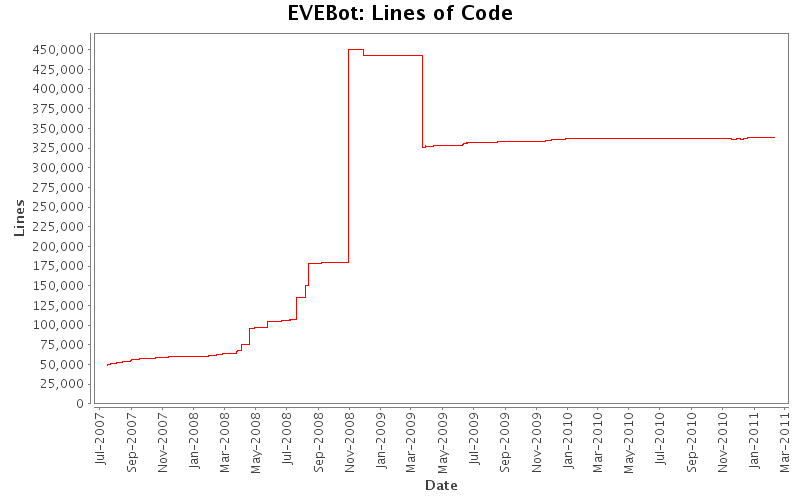 EVEBot: Lines of Code
Lines
450,000
425,000
400,000
375,000
350,000
325,000
300,000
275,000
250,000
225,000
200,000
175,000
150,000
125,000
100,000
75,000
50,000
25,000
0
Jul-2007
Sep-2007
Nov-2007
Jan-2008
Mar-2008
May-2008
Jul-2008
Sep-2008
Nov-2008
Jan-2009
Mar-2009
May-2009
Jul-2009
Sep-2009
Nov-2009
Jan-2010
Mar-2010
May-2010
Jul-2010
Sep-2010
Nov-2010
Jan-2011
Mar-2011
Date